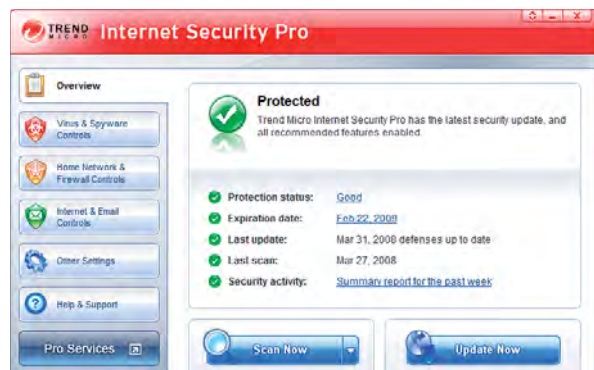 TREND MICRO Internet Security Pro
Overview
Virus & Spyware
Controls
Home Network &
Firewall Controls
Internet & Email
Controls
Other Settings
Help & Support
Pro Services
Protected
Trend Micro Internet Security Pro has the latest security update, and
all recommended features enabled.
Protection status: Good
Expiration date: Feb 22,
Last update: Mar 31, 2008 defenses up to date
Last scan: Mar 27, 2008
Security activity: Summary report for the past week
Scan Now
Update Now